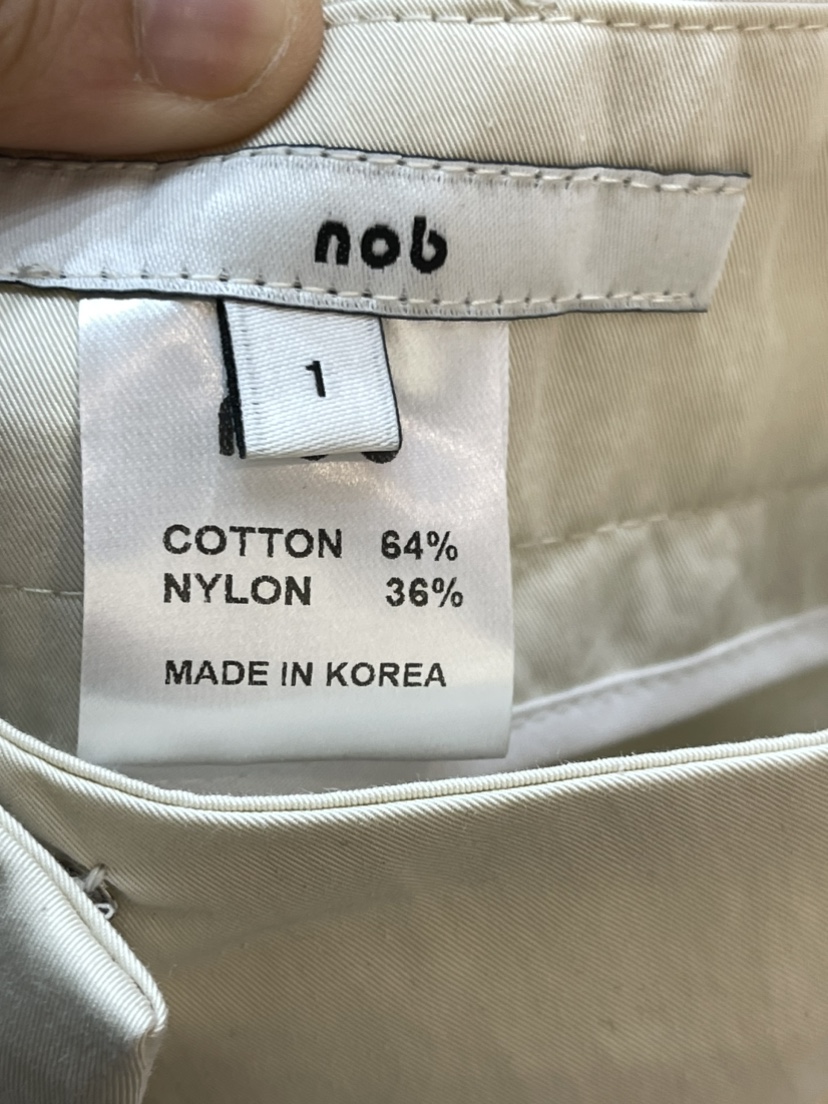 nob
1
COTTON 64%
NYLON 36%
MADE IN KOREA